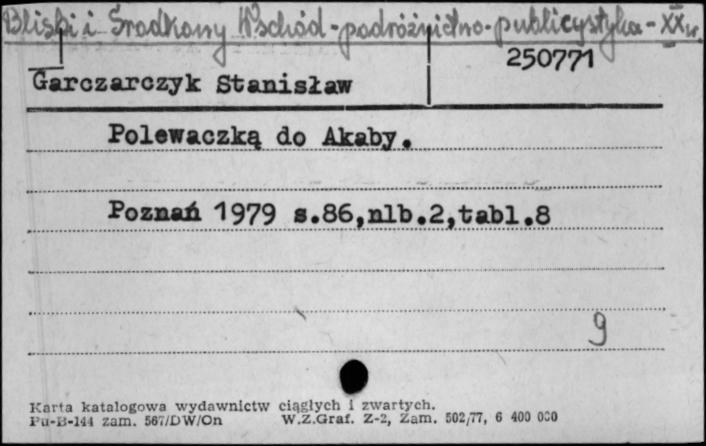 Bliski i Środkowy Wschód - podróżnictwo - publicystyka - XX w.
250771
Garczarczyk Stanisław
Polewaczką do Akaby.
Poznań 1979 s.86,nlb.2,tabl.8
9
Karta katalogowa wydawnictw ciągłych i zwartych.
Pu-B-144 zam. 567/DW/On W.Z.Graf. Z-2, Zam. 502/77, 6 400 000